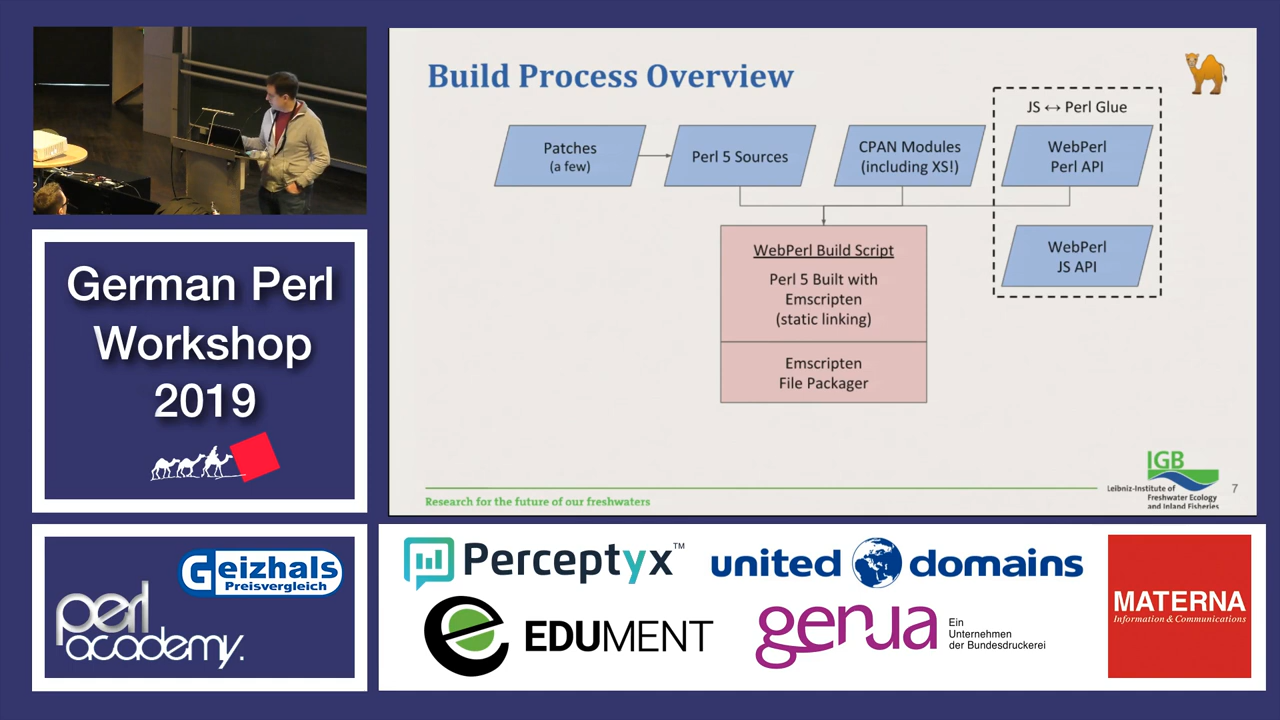 Build Process Overview
JS ↔ Perl Glue
Patches
(a few)
Perl 5 Sources
CPAN Modules
(including XS!)
WebPerl
Perl API
WebPerl
JS API
WebPerl Build Script
Perl 5 Built with
Emscripten
(static linking)
Emscripten
File Packager
Research for the future of our freshwaters
IGB
Leibniz-Institute of
Freshwater Ecology
and Inland Fisheries
7
German Perl
Workshop
2019
Geizhals
Preisvergleich
perl
academy.
Perceptyx™
united domains
EDUMENT
genua
Ein
Unternehmen
der Bundesdruckerei
MATERNA
Information & Communications